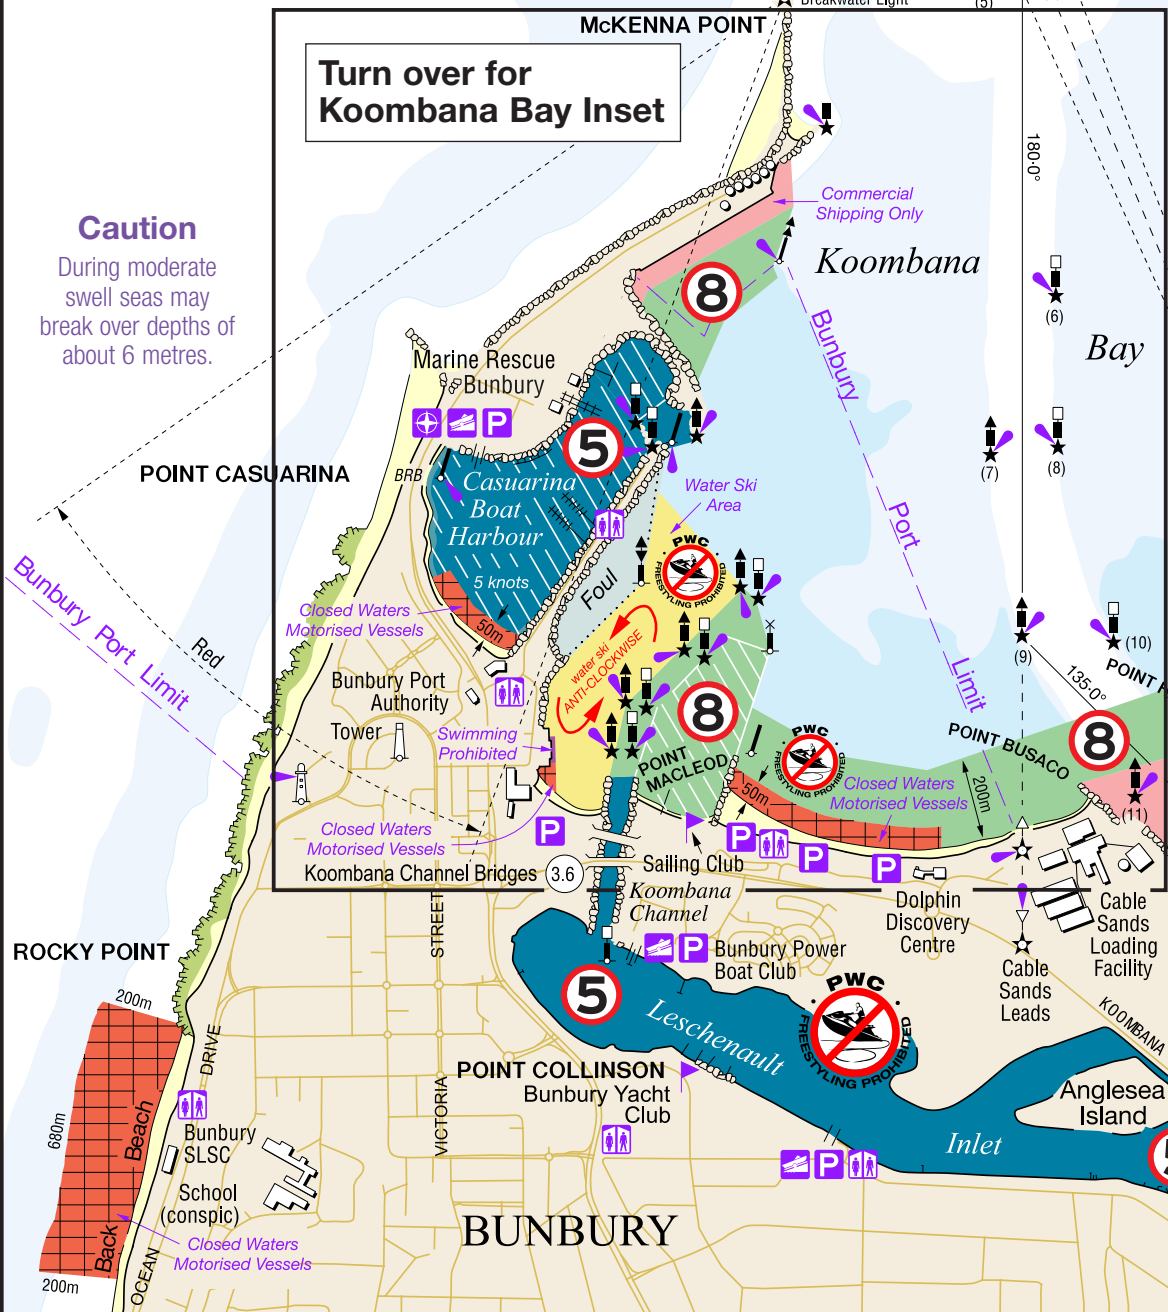 Breakwater Light
(5)
McKENNA POINT
Turn over for
Koombana Bay Inset
180·0°
Commercial
Shipping Only
Caution
During moderate
swell seas may
break over depths of
about 6 metres.
Koombana
Bay
8
(6)
Bunbury
Port
Limit
Marine Rescue
Bunbury
P
5
(7)
(8)
POINT CASUARINA
BRB
Casuarina
Boat
Harbour
Water Ski
Area
PWC
FREESTYLING PROHIBITED
5 knots
Foul
50m
Closed Waters
Motorised Vessels
water ski
ANTI-CLOCKWISE
Bunbury Port Limit
Red
(9)
(10)
135·0°
POINT
Bunbury Port
Authority
Tower
Swimming
Prohibited
8
POINT
MACLEOD
PWC
FREESTYLING PROHIBITED
POINT BUSACO
8
200m
50m
Closed Waters
Motorised Vessels
(11)
Closed Waters
Motorised Vessels
P
P
P
P
Koombana Channel Bridges
3.6
Sailing Club
Koombana
Channel
Dolphin
Discovery
Centre
Cable
Sands
Loading
Facility
Cable
Sands
Leads
STREET
ROCKY POINT
P
Bunbury Power
Boat Club
5
PWC
FREESTYLING PROHIBITED
Leschenault
Inlet
KOOMBANA
200m
DRIVE
POINT COLLINSON
Bunbury Yacht
Club
VICTORIA
Anglesea
Island
680m
Back Beach
Bunbury
SLSC
School
(conspic)
P
BUNBURY
Closed Waters
Motorised Vessels
OCEAN
200m